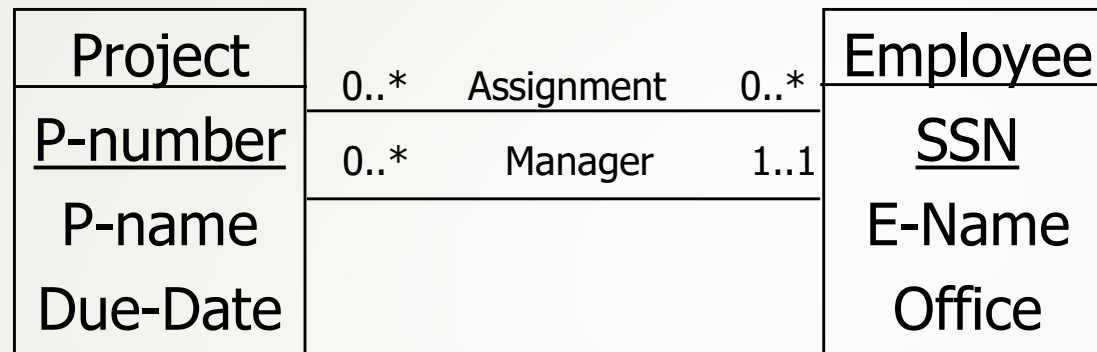 Project
P-number
P-name
Due-Date
0..* Assignment 0..*
0..* Manager 1..1
Employee
SSN
E-Name
Office